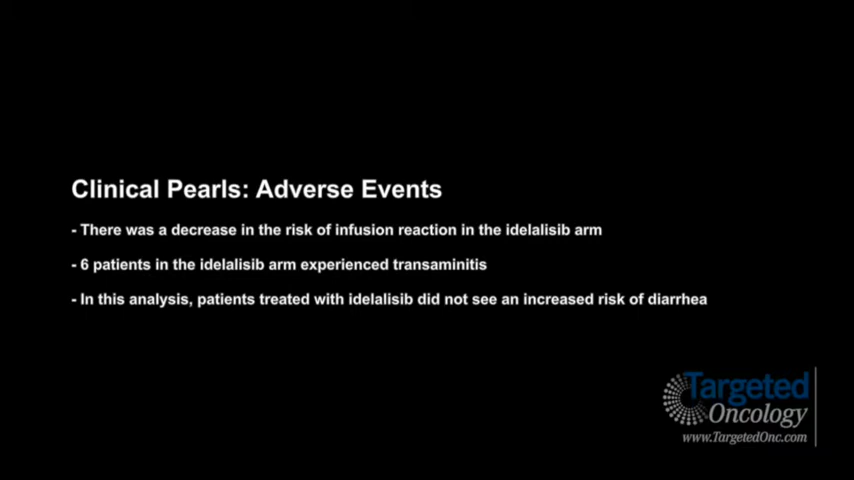 Clinical Pearls: Adverse Events
- There was a decrease in the risk of infusion reaction in the idelalisib arm
- 6 patients in the idelalisib arm experienced transaminitis
- In this analysis, patients treated with idelalisib did not see an increased risk of diarrhea
Targeted
Oncology
www.TargetedOnc.com